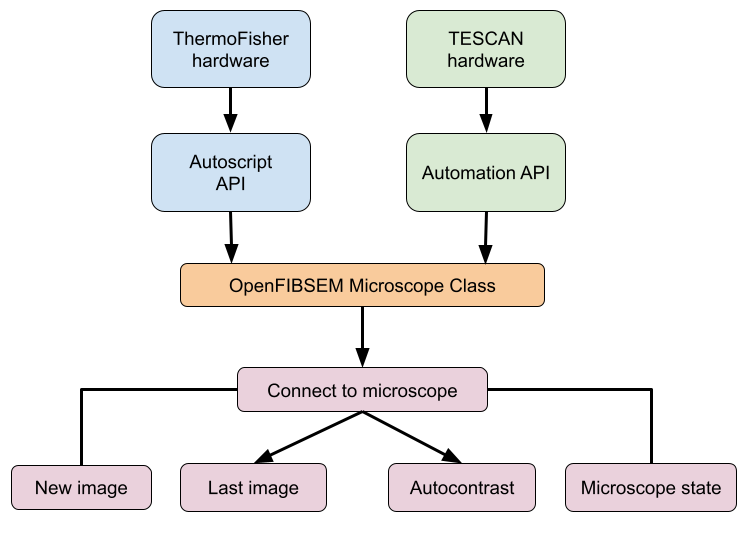 ThermoFisher
hardware
TESCAN
hardware
Autoscript
API
Automation API
OpenFIBSEM Microscope Class
Connect to microscope
New image
Last image
Autocontrast
Microscope state